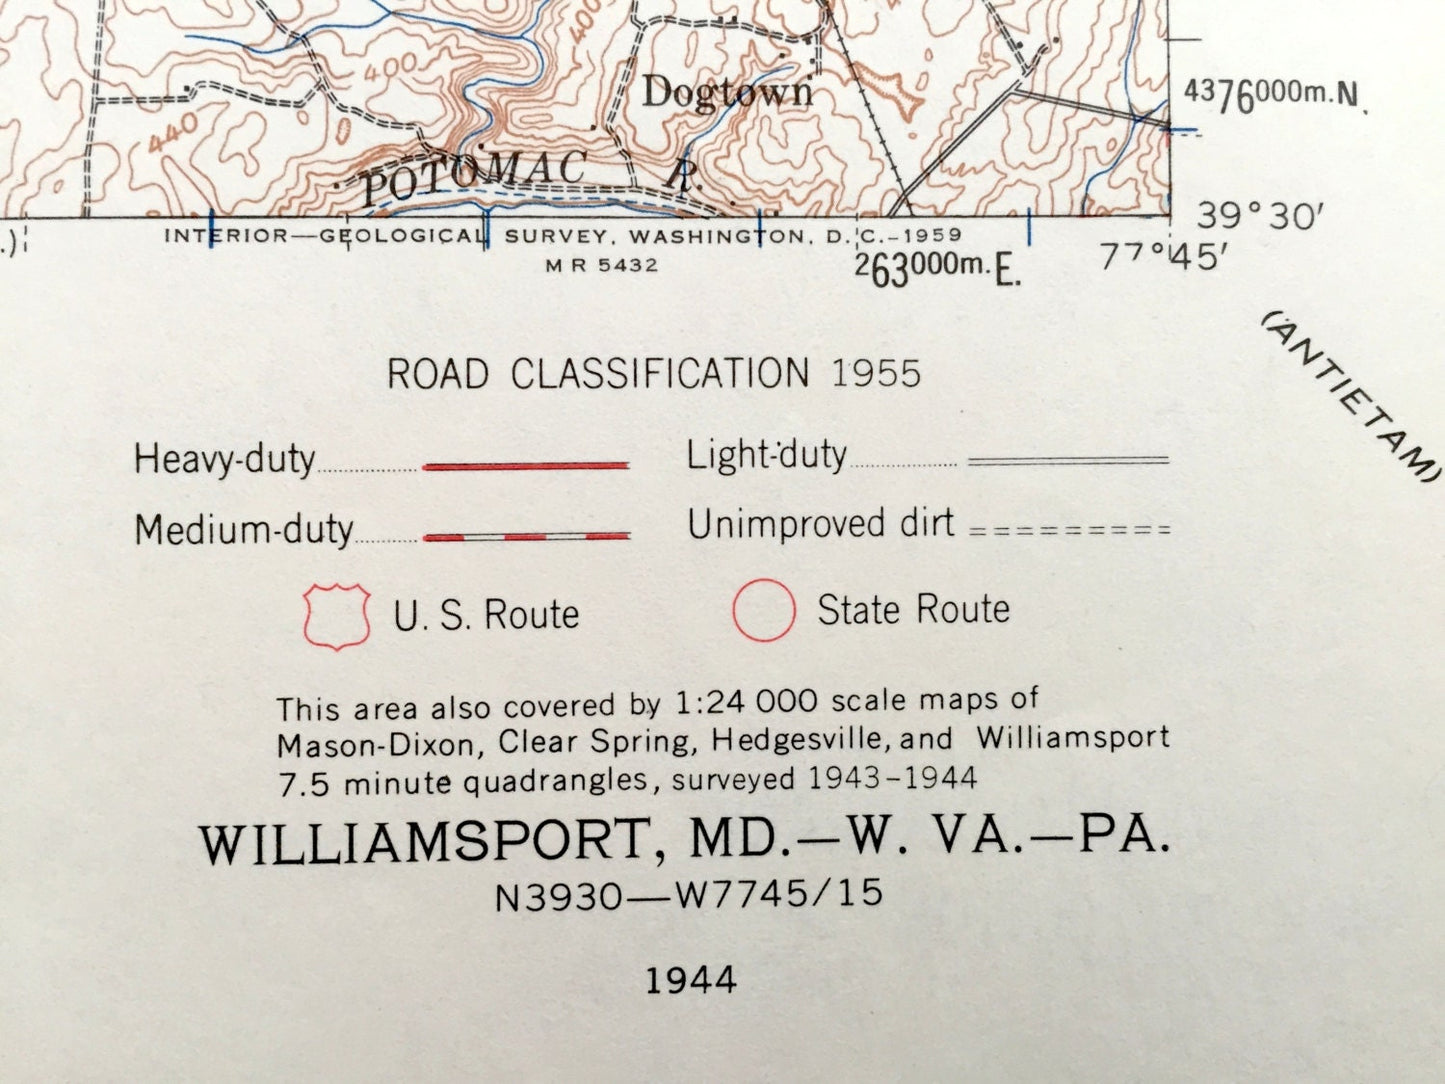 400
400
440
Dogtown
4376000m.N.
POTOMAC R.
39°30′
.)
INTERIOR—GEOLOGICAL SURVEY, WASHINGTON, D. C.–1959
77°45′
M R 5432
263000m.E.
(ANTIETAM)
ROAD CLASSIFICATION 1955
Heavy-duty
Light-duty
Medium-duty
Unimproved dirt
U. S. Route
State Route
This area also covered by 1:24 000 scale maps of
Mason-Dixon, Clear Spring, Hedgesville, and Williamsport
7.5 minute quadrangles, surveyed 1943–1944
WILLIAMSPORT, MD.—W. VA.—PA.
N3930—W7745/15
1944